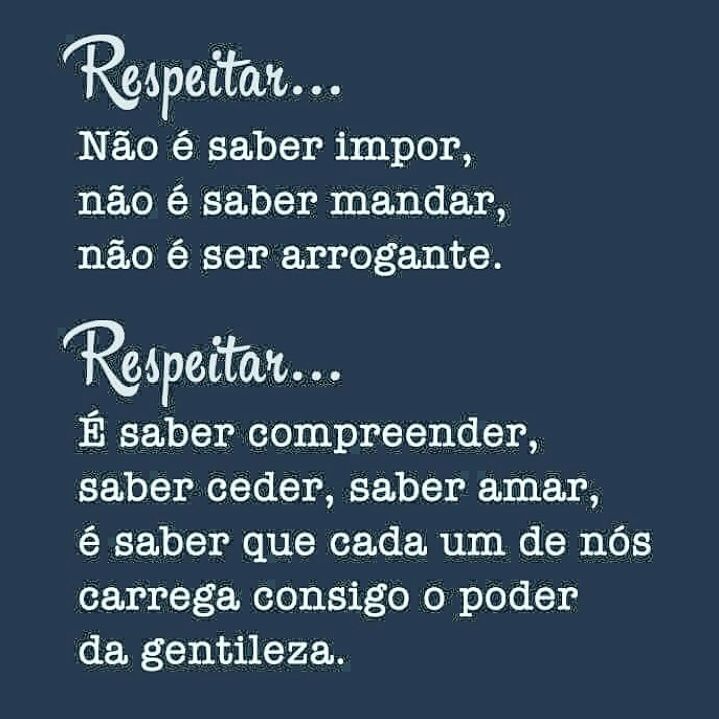 Respeitar...
Não é saber impor,
não é saber mandar,
não é ser arrogante.
Respeitar...
É saber compreender,
saber ceder, saber amar,
é saber que cada um de nós
carrega consigo o poder
da gentileza.